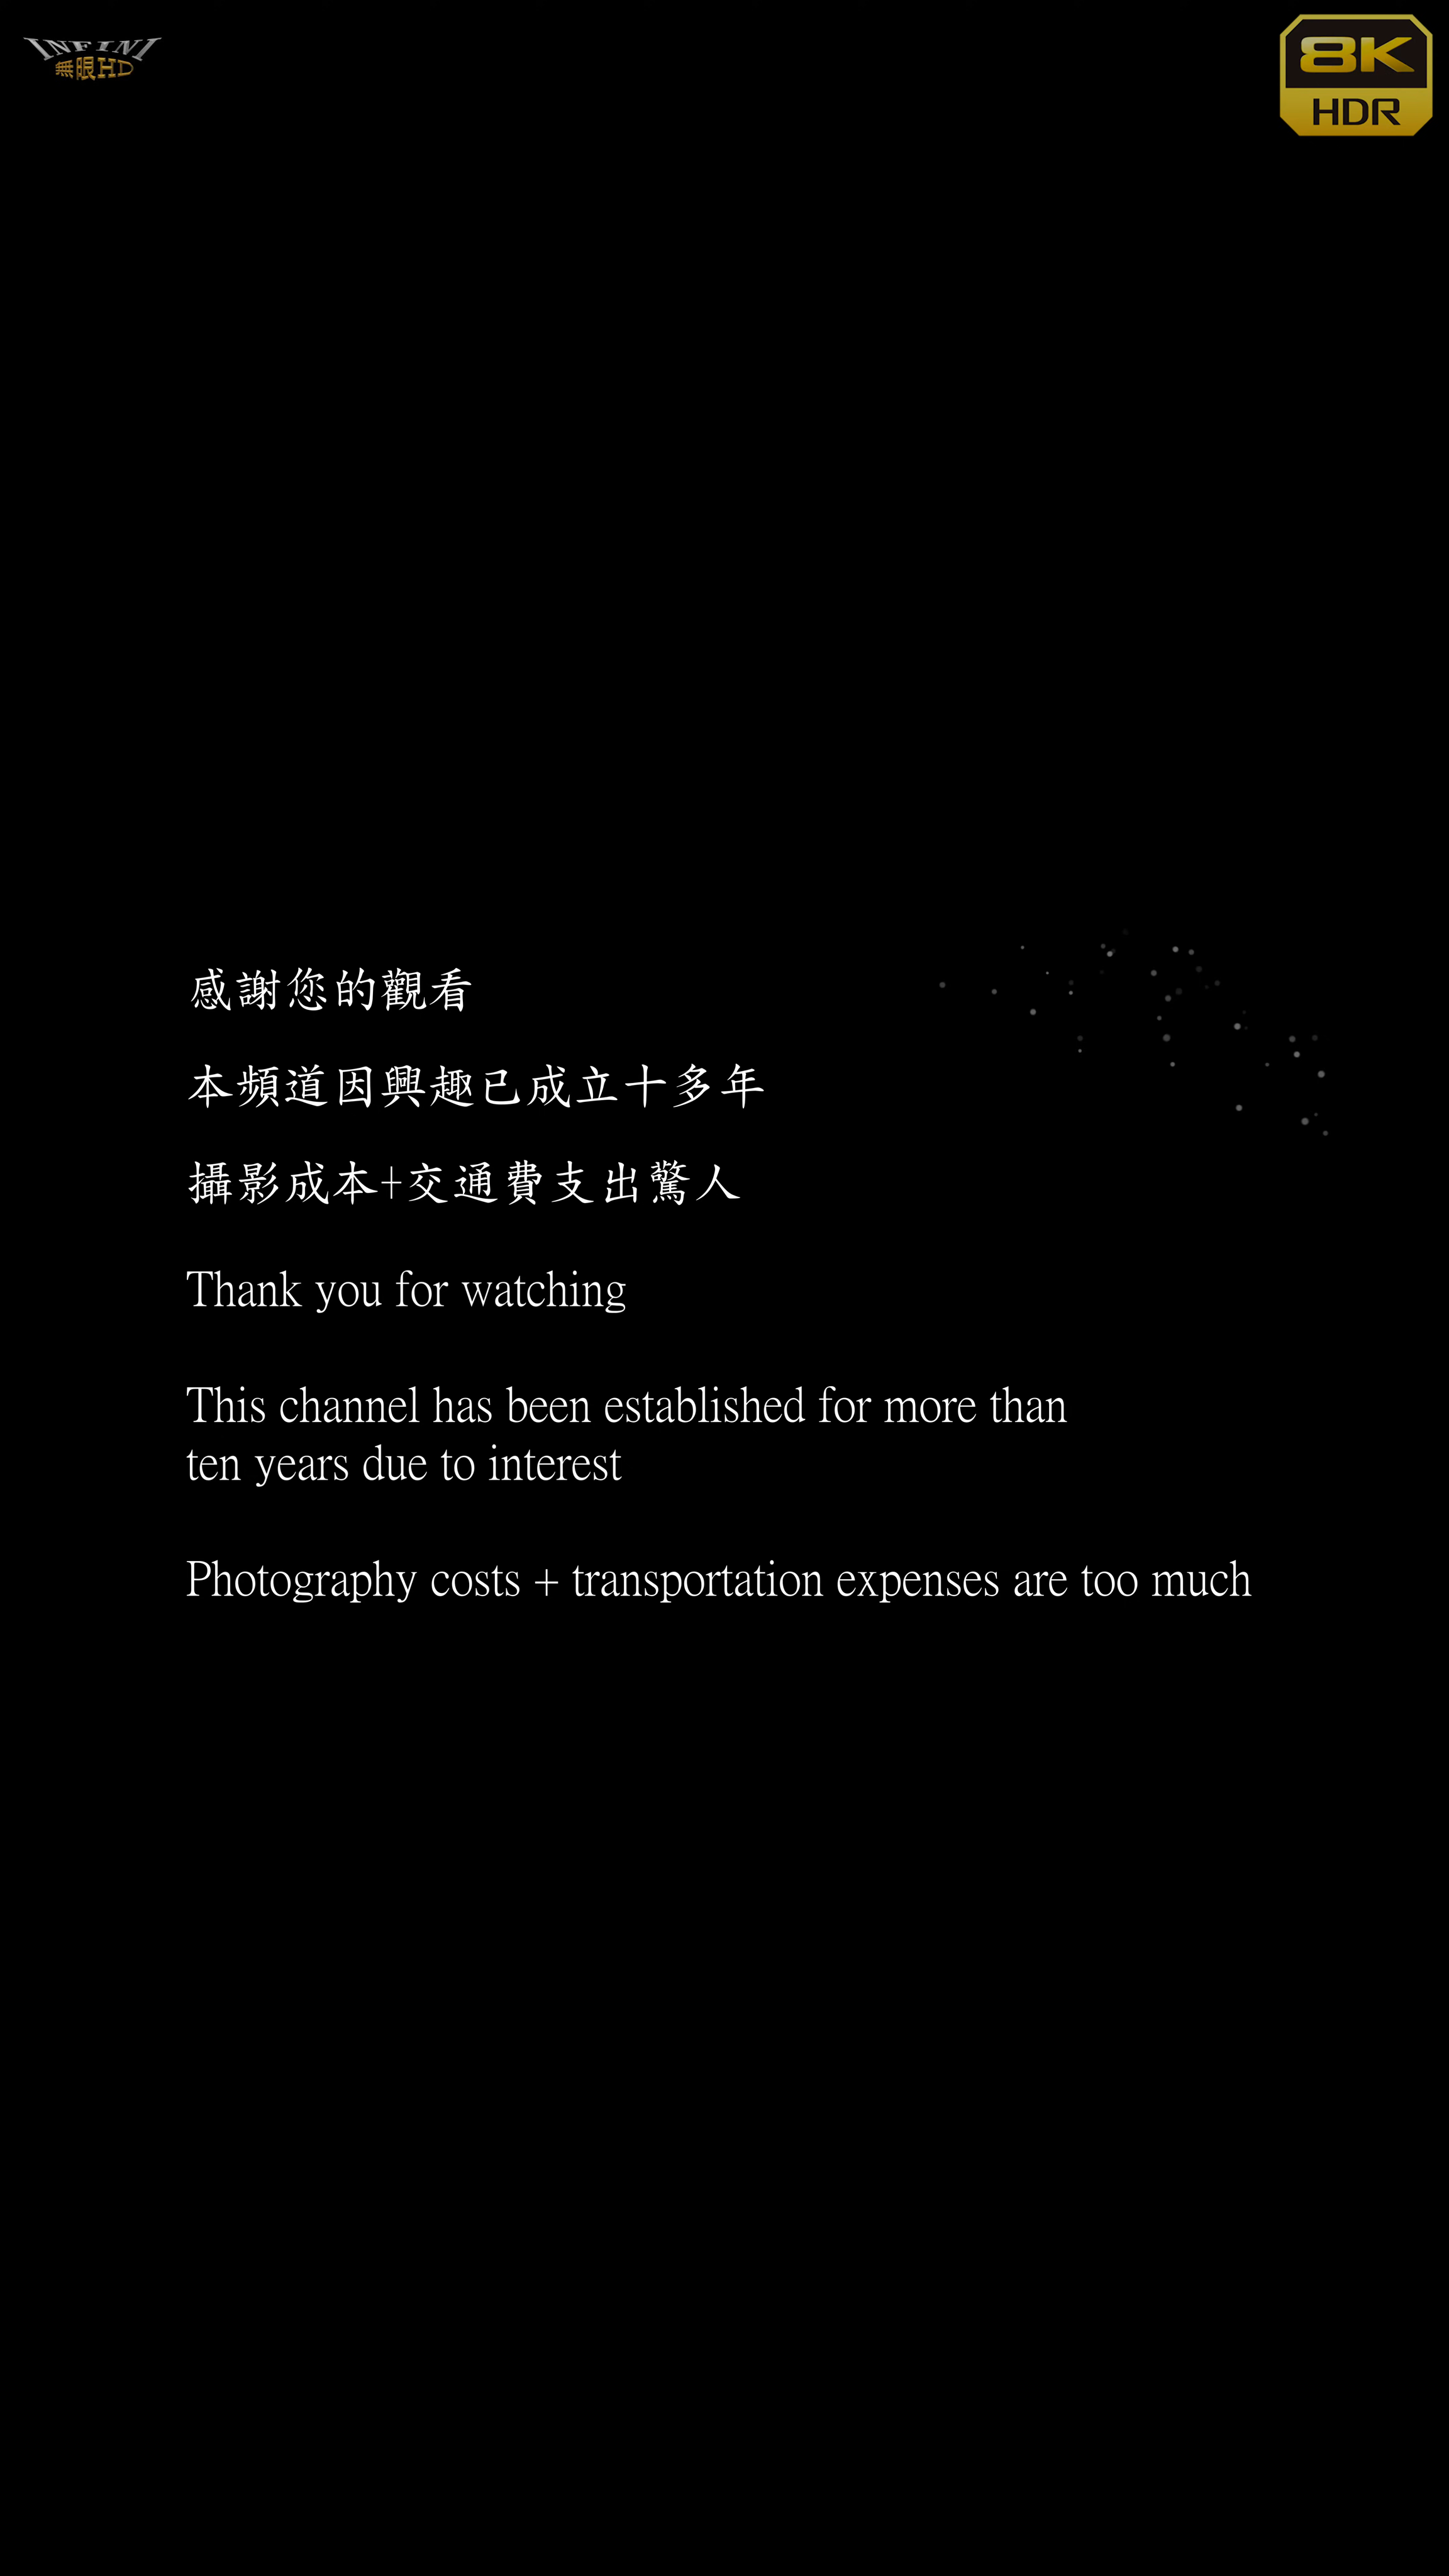 INFINI
無限HD
8K
HDR
感謝您的觀看
本頻道因興趣已成立十多年
攝影成本+交通費支出驚人
Thank you for watching
This channel has been established for more than
ten years due to interest
Photography costs + transportation expenses are too much